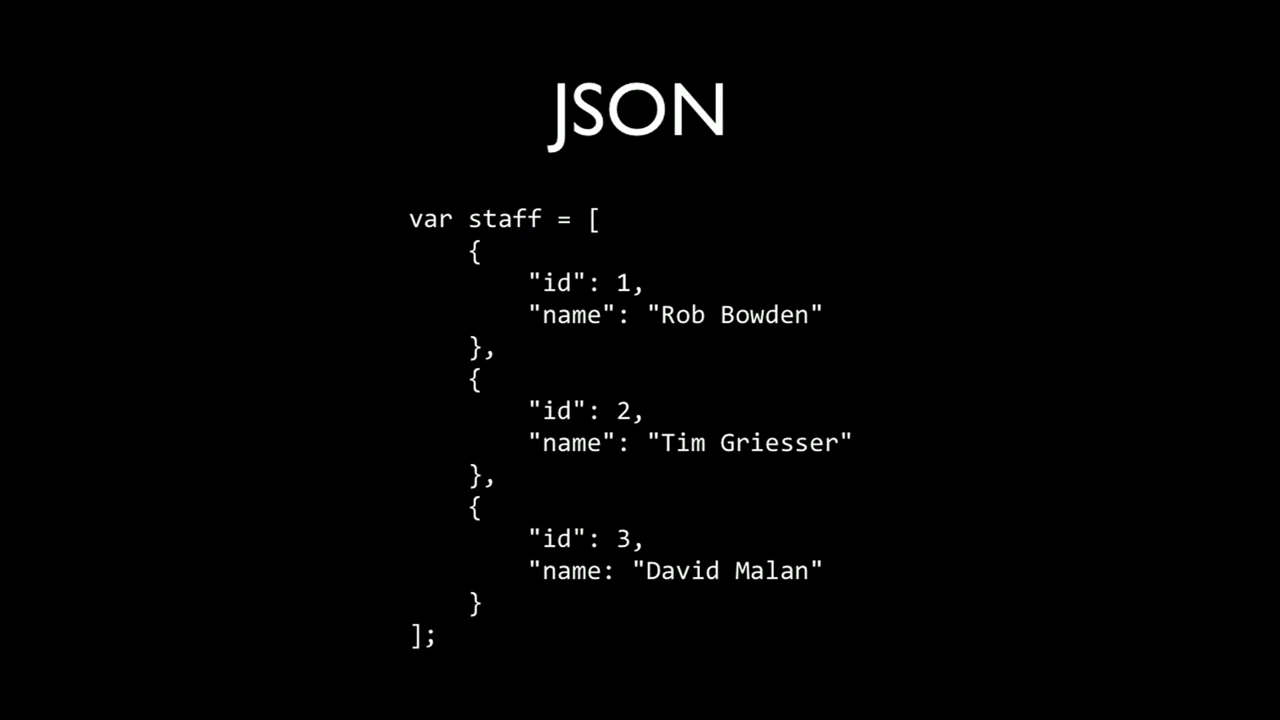 JSON
var staff = [
    {
        "id": 1,
        "name": "Rob Bowden"
    },
    {
        "id": 2,
        "name": "Tim Griesser"
    },
    {
        "id": 3,
        "name: "David Malan"
    }
];